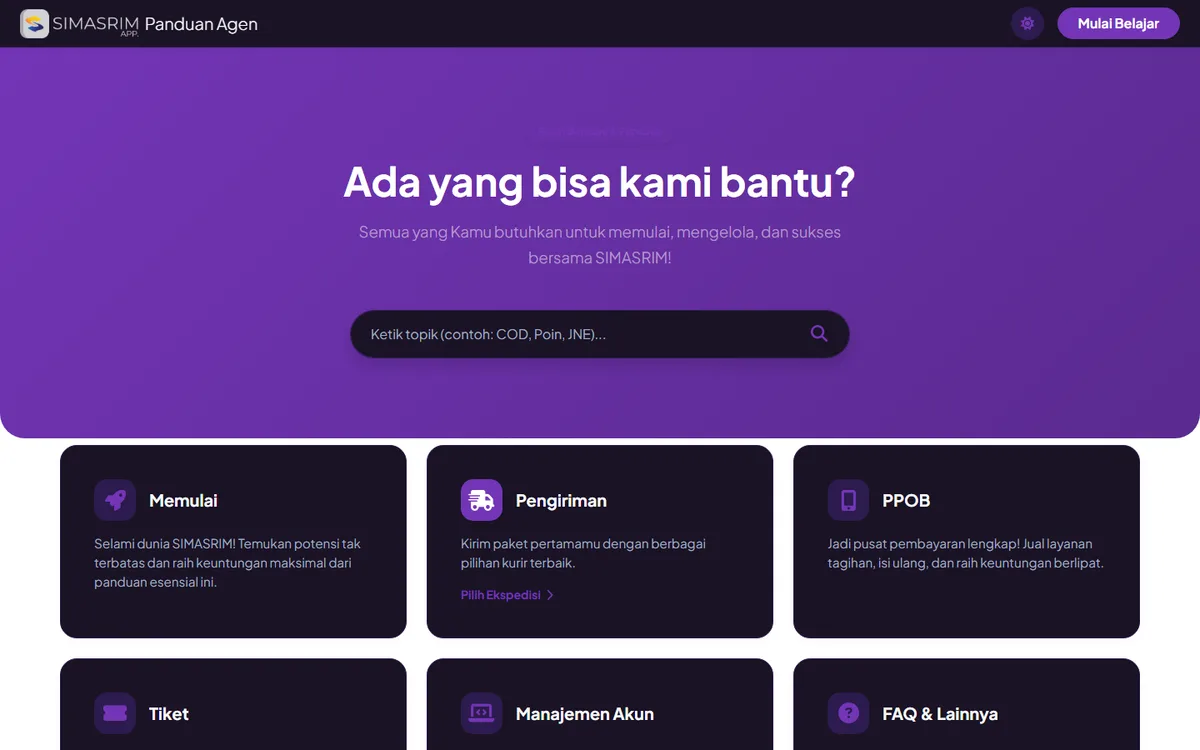 SIMASRIM APP. Panduan Agen
Mulai Belajar
Ada yang bisa kami bantu?
Semua yang Kamu butuhkan untuk memulai, mengelola, dan sukses
bersama SIMASRIM!
Ketik topik (contoh: COD, Poin, JNE)...
Memulai
Selami dunia SIMASRIM! Temukan potensi tak
terbatas dan raih keuntungan maksimal dari
panduan esensial ini.
Pengiriman
Kirim paket pertamamu dengan berbagai
pilihan kurir terbaik.
Pilih Ekspedisi
PPOB
Jadi pusat pembayaran lengkap! Jual layanan
tagihan, isi ulang, dan raih keuntungan berlipat.
Tiket
Manajemen Akun
FAQ & Lainnya